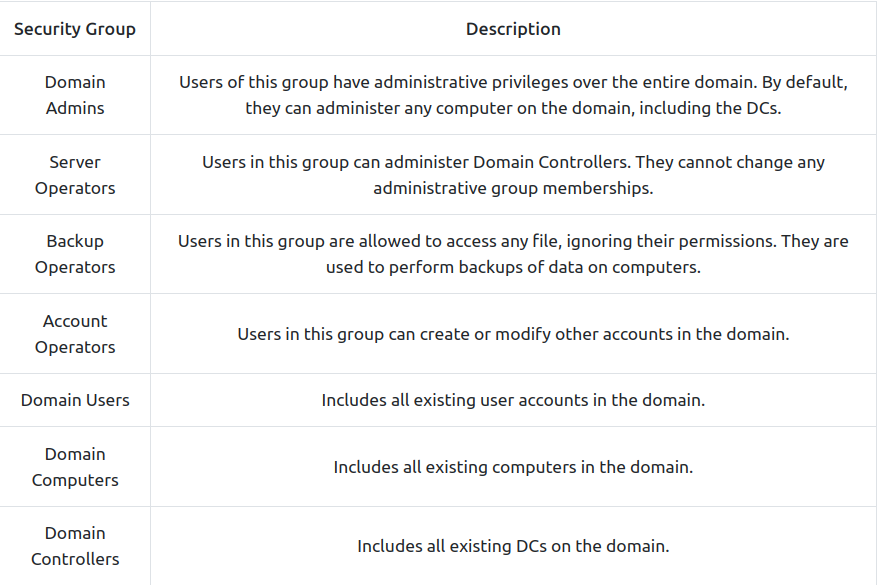 Security Group
Description
Domain
Admins
Users of this group have administrative privileges over the entire domain. By default,
they can administer any computer on the domain, including the DCs.
Server
Operators
Users in this group can administer Domain Controllers. They cannot change any
administrative group memberships.
Backup
Operators
Users in this group are allowed to access any file, ignoring their permissions. They are
used to perform backups of data on computers.
Account
Operators
Users in this group can create or modify other accounts in the domain.
Domain Users
Includes all existing user accounts in the domain.
Domain
Computers
Includes all existing computers in the domain.
Domain
Controllers
Includes all existing DCs on the domain.